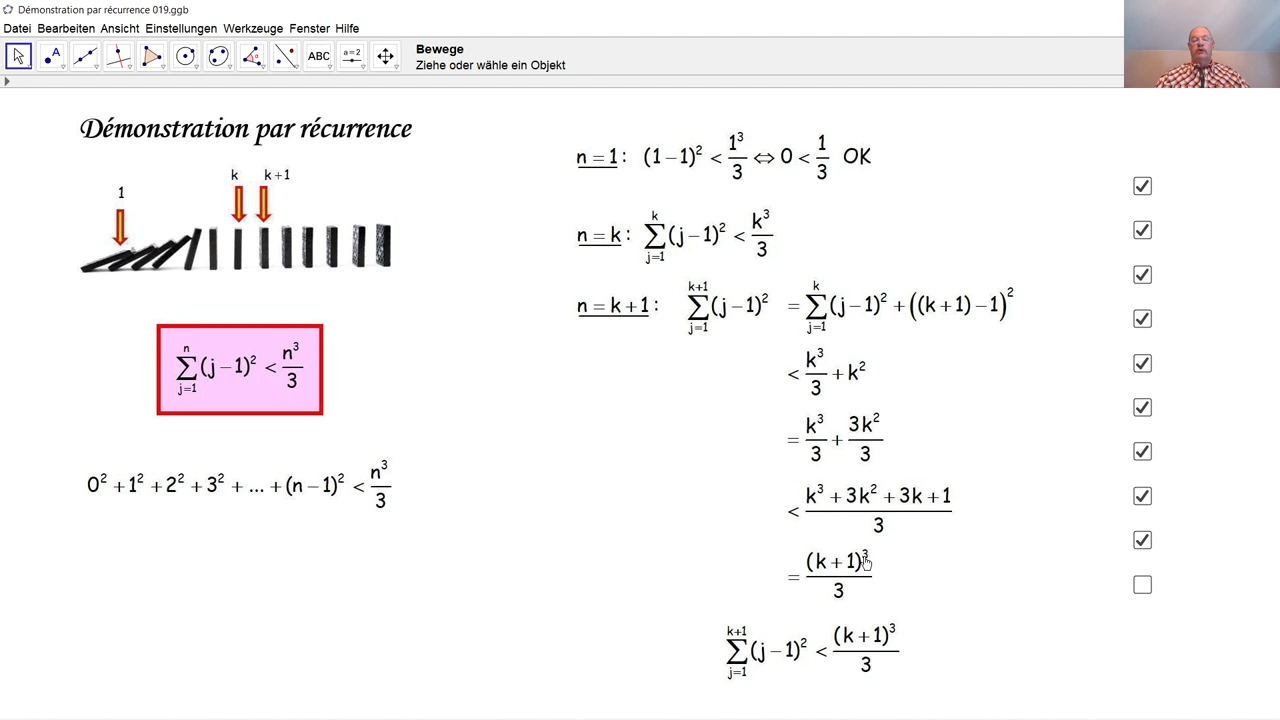 Démonstration par récurrence 019.ggb
Datei Bearbeiten Ansicht Einstellungen Werkzeuge Fenster Hilfe
A ABC a=2
Bewege
Ziehe oder wähle ein Objekt
Démonstration par récurrence
1 k k+1
∑_{j=1}^{n} (j−1)² < n³/3
0² + 1² + 2² + 3² + ... + (n−1)² < n³/3
n = 1 : (1−1)² < 1³/3 ⇔ 0 < 1/3 OK
n = k : ∑_{j=1}^{k} (j−1)² < k³/3
n = k + 1 : ∑_{j=1}^{k+1} (j−1)² = ∑_{j=1}^{k} (j−1)² + ((k+1)−1)²
< k³/3 + k²
= k³/3 + 3k²/3
< (k³ + 3k² + 3k + 1)/3
= (k+1)³/3
∑_{j=1}^{k+1} (j−1)² < (k+1)³/3